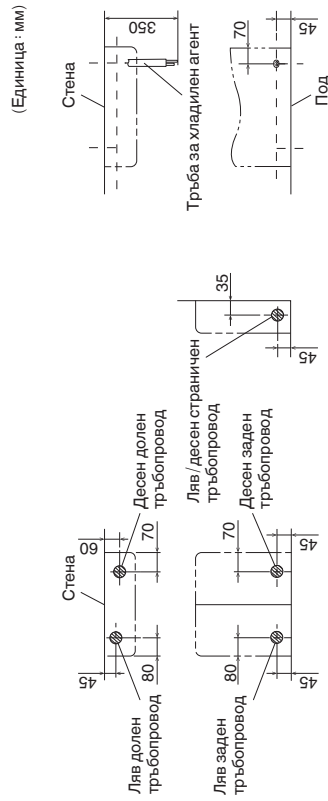 (Единица : мм)
Стена
60
45
Ляв долен
тръбопровод
Десен долен
тръбопровод
80
70
Ляв заден
тръбопровод
80
70
Десен заден
тръбопровод
45
45
Ляв/десен страничен
тръбопровод
35
45
Стена
350
Тръба за хладилен агент
70
45
Под